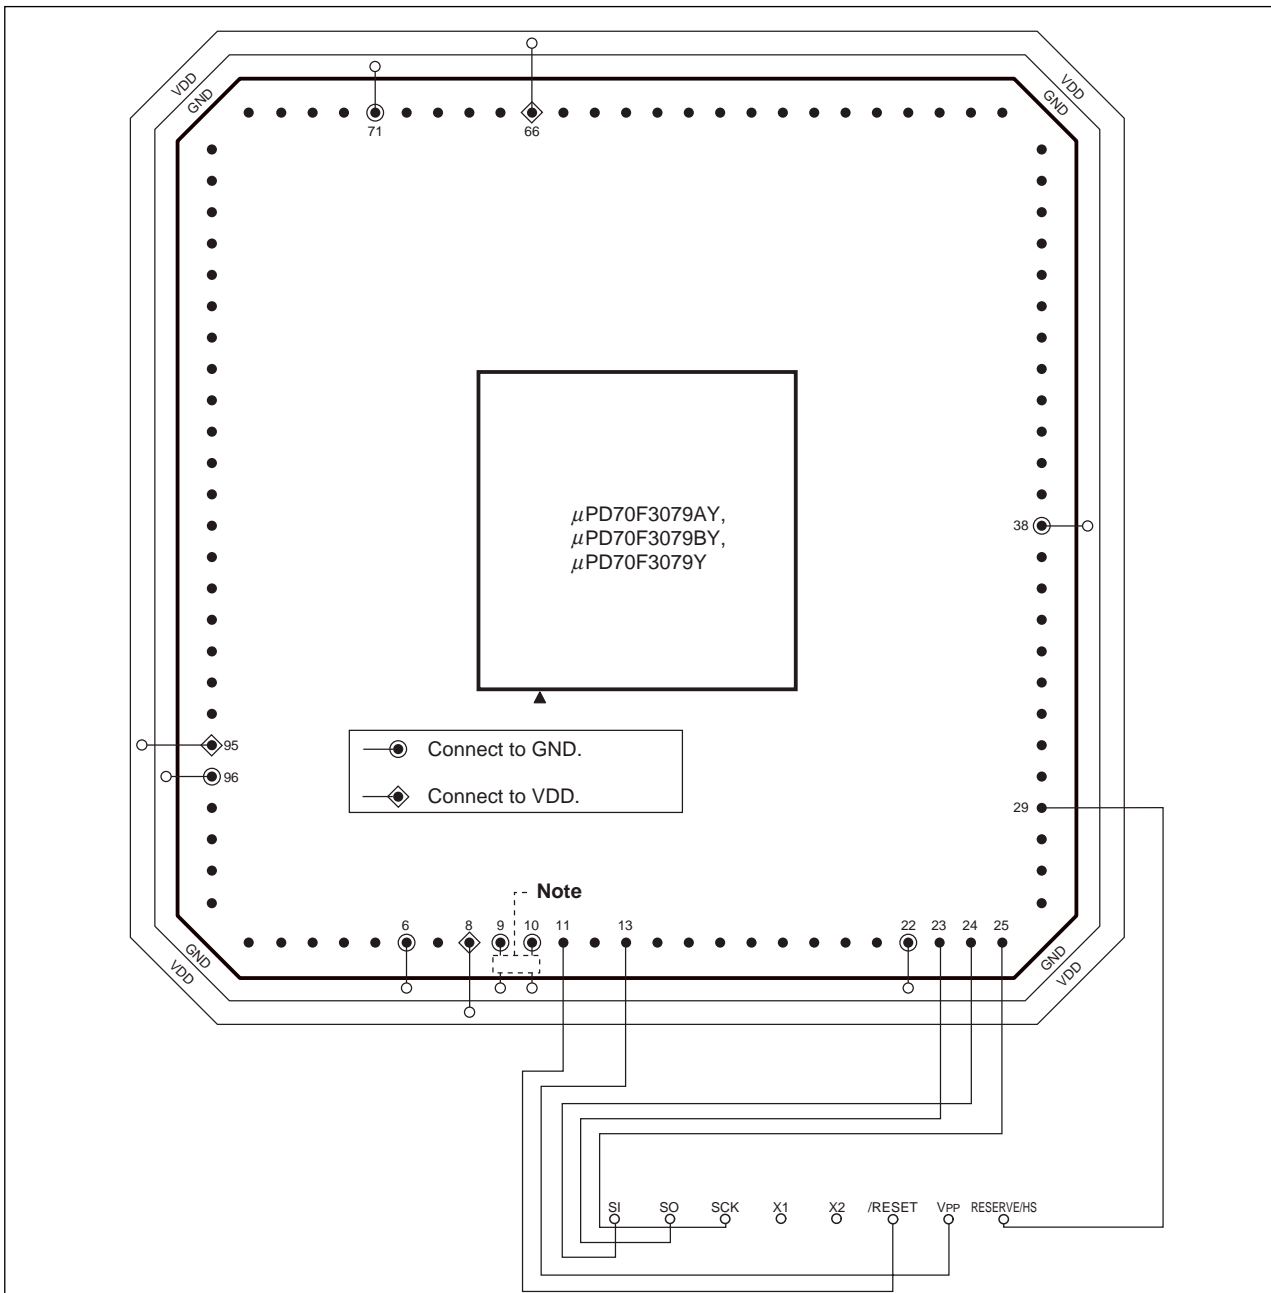 VDD
GND
VDD
GND
71
66
μPD70F3079AY,
μPD70F3079BY,
μPD70F3079Y
38
95
96
Connect to GND.
Connect to VDD.
29
Note
6
8
9
10
11
13
22
23
24
25
GND
VDD
GND
VDD
SI
SO
SCK
X1
X2
/RESET
VPP
RESERVE/HS